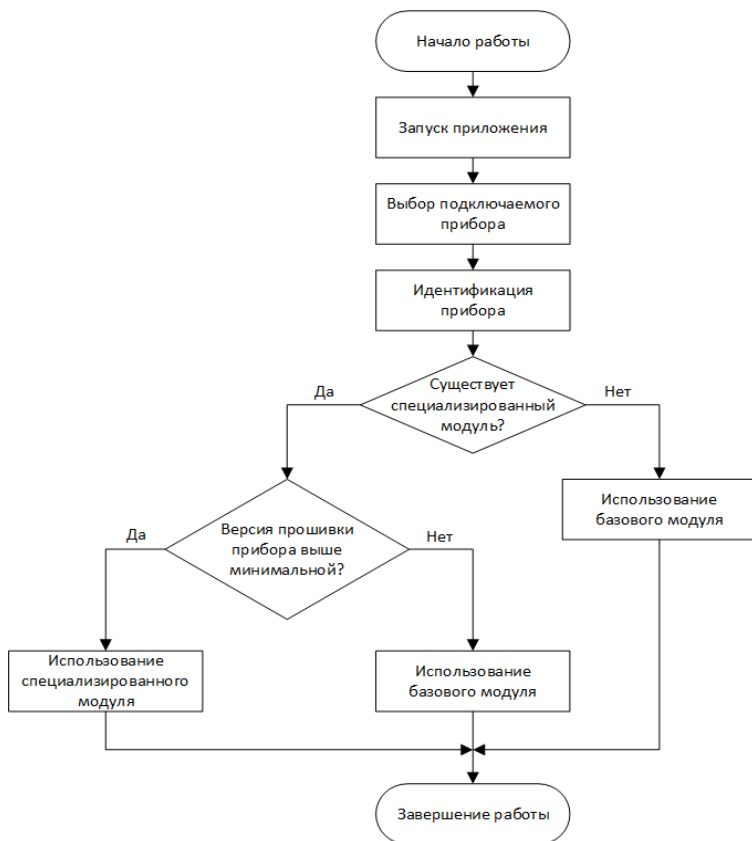 Начало работы
Запуск приложения
Выбор подключаемого
прибора
Идентификация
прибора
Существует
специализированный
модуль?
Да
Нет
Использование
базового модуля
Версия прошивки
прибора выше
минимальной?
Да
Нет
Использование
специализированного
модуля
Использование
базового модуля
Завершение работы